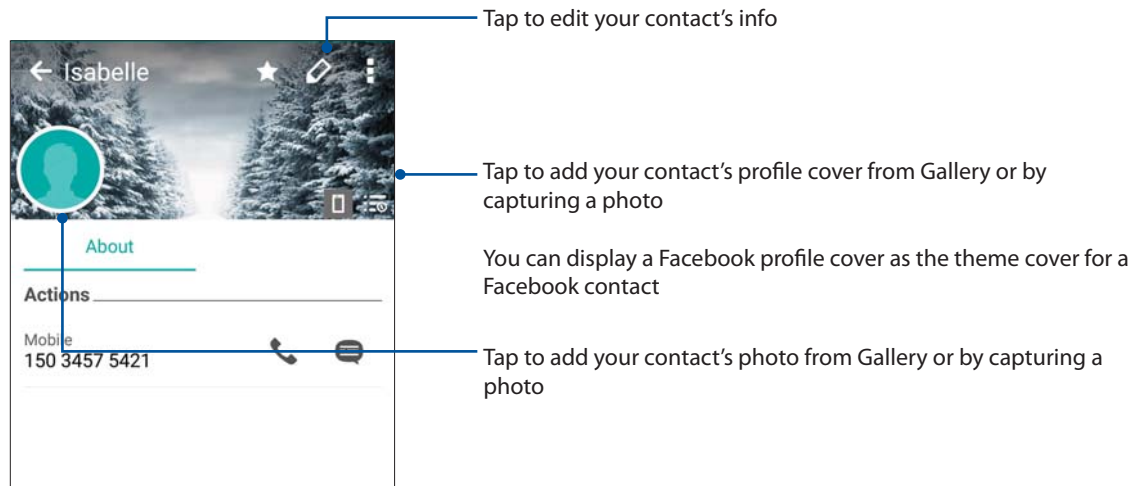 Tap to edit your contact’s info
Isabelle
Tap to add your contact’s profile cover from Gallery or by
capturing a photo
You can display a Facebook profile cover as the theme cover for a
Facebook contact
About
Actions
Mobile
150 3457 5421
Tap to add your contact’s photo from Gallery or by capturing a
photo